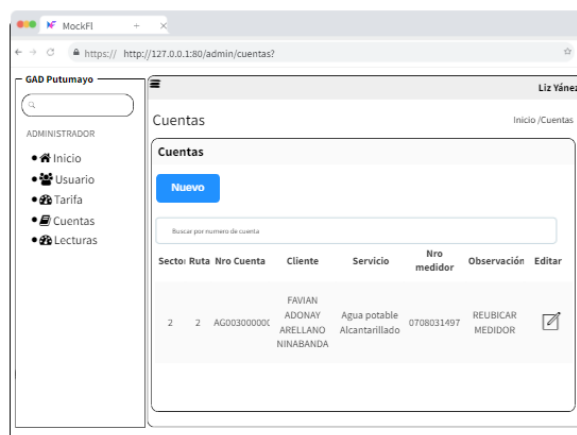 MockFl
https:// http://127.0.0.1:80/admin/cuentas?
GAD Putumayo
ADMINISTRADOR
Inicio
Usuario
Tarifa
Cuentas
Lecturas
Liz Yánez
Cuentas
Inicio /Cuentas
Cuentas
Nuevo
Buscar por numero de cuenta
Sector Ruta Nro Cuenta Cliente Servicio Nro medidor Observación Editar
2 2 AG00300000 FAVIAN ADONAY ARELLANO NINABANDA Agua potable Alcantarillado 0708031497 REUBICAR MEDIDOR